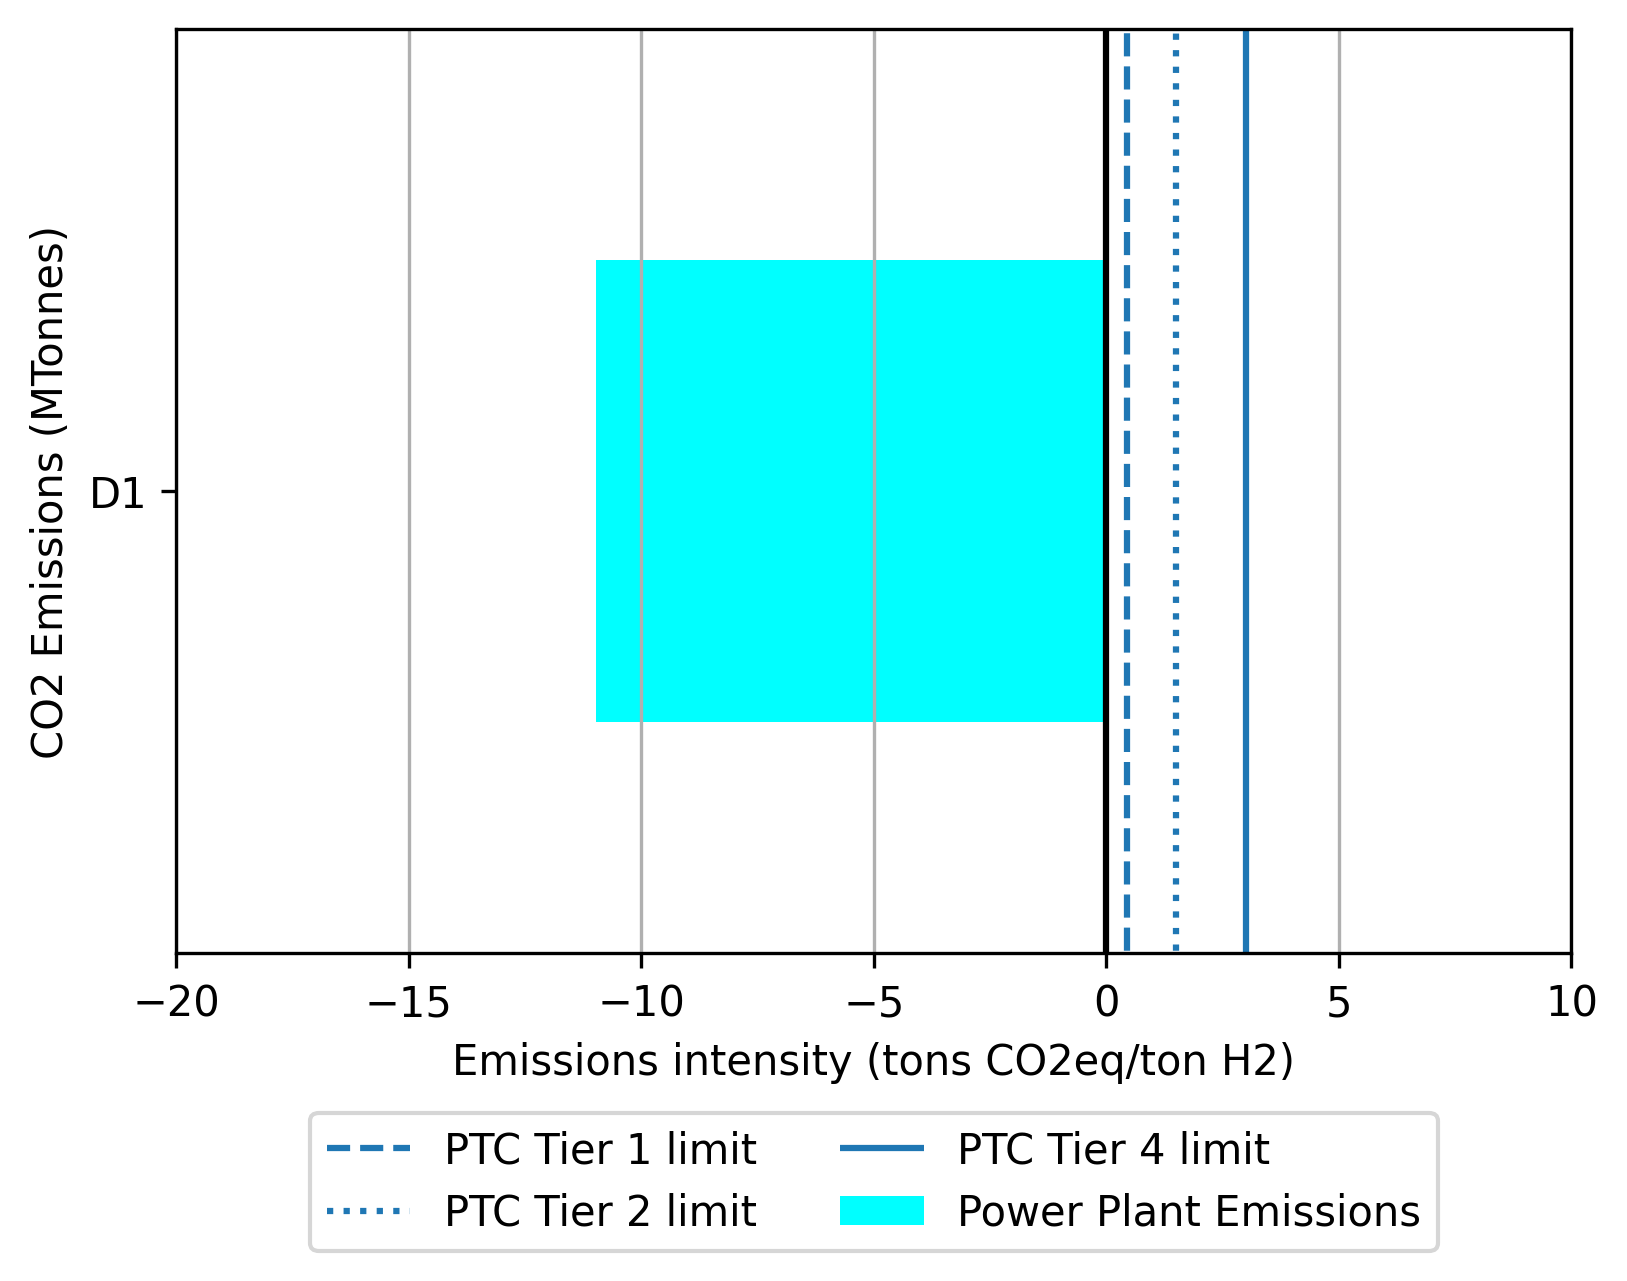 CO2 Emissions (MTonnes)
D1
−20 −15 −10 −5 0 5 10
Emissions intensity (tons CO2eq/ton H2)
PTC Tier 1 limit
PTC Tier 2 limit
PTC Tier 4 limit
Power Plant Emissions